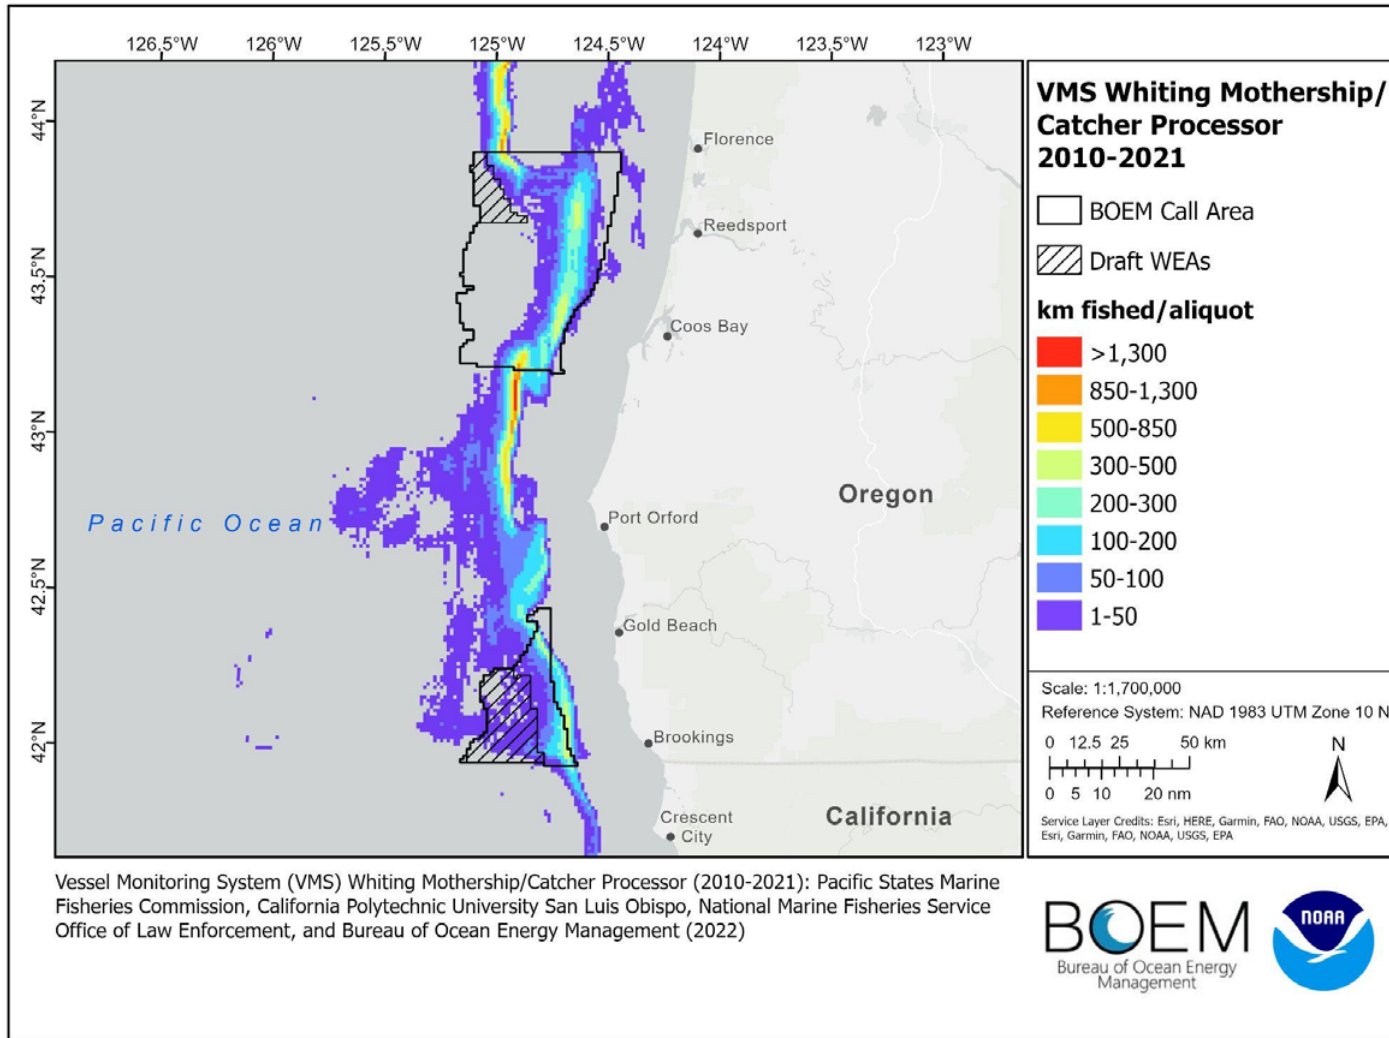 126.5°W 126°W 125.5°W 125°W 124.5°W 124°W 123.5°W 123°W
44°N
43.5°N
43°N
42.5°N
42°N
Florence
Reedsport
Coos Bay
Oregon
Pacific Ocean
Port Orford
Gold Beach
Brookings
California
Crescent
City
VMS Whiting Mothership/
Catcher Processor
2010-2021
BOEM Call Area
Draft WEAs
km fished/aliquot
>1,300
850-1,300
500-850
300-500
200-300
100-200
50-100
1-50
Scale: 1:1,700,000
Reference System: NAD 1983 UTM Zone 10 N
0 12.5 25 50 km
0 5 10 20 nm
N
Service Layer Credits: Esri, HERE, Garmin, FAO, NOAA, USGS, EPA,
Esri, Garmin, FAO, NOAA, USGS, EPA
Vessel Monitoring System (VMS) Whiting Mothership/Catcher Processor (2010-2021): Pacific States Marine
Fisheries Commission, California Polytechnic University San Luis Obispo, National Marine Fisheries Service
Office of Law Enforcement, and Bureau of Ocean Energy Management (2022)
BOEM
Bureau of Ocean Energy
Management
NOAA